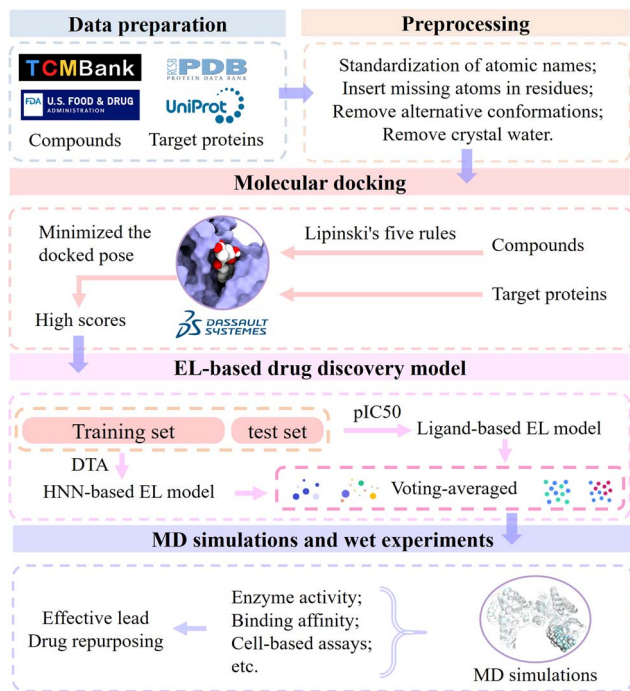 Data preparation
TCMBank
FDA U.S. FOOD & DRUG
ADMINISTRATION
Compounds
RCSB PDB
PROTEIN DATA BANK
UniProt
Target proteins
Preprocessing
Standardization of atomic names;
Insert missing atoms in residues;
Remove alternative conformations;
Remove crystal water.
Molecular docking
Minimized the
docked pose
High scores
DASSAULT
SYSTEMES
Lipinski's five rules
Compounds
Target proteins
EL-based drug discovery model
Training set
test set
pIC50
Ligand-based EL model
DTA
HNN-based EL model
Voting-averaged
MD simulations and wet experiments
Effective lead
Drug repurposing
Enzyme activity;
Binding affinity;
Cell-based assays;
etc.
MD simulations